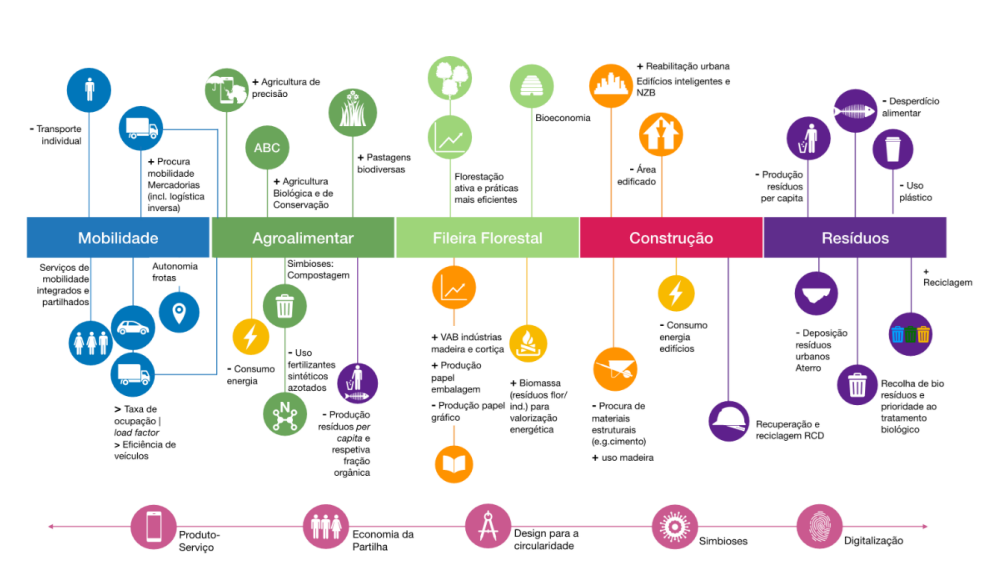 - Transporte
individual
+ Procura
mobilidade
Mercadorias
(incl. logística
inversa)
+ Agricultura de
precisão
ABC
+ Agricultura
Biológica e de
Conservação
+ Pastagens
biodiversas
Florestação
ativa e práticas
mais eficientes
Bioeconomia
+ Reabilitação urbana
Edifícios inteligentes e
NZB
- Área
edificado
- Produção
resíduos
per capita
- Desperdício
alimentar
- Uso
plástico
Mobilidade
Agroalimentar
Fileira Florestal
Construção
Resíduos
Serviços de
mobilidade
integrados e
partilhados
Autonomia
frotas
> Taxa de
ocupação |
load factor
> Eficiência de
veículos
- Consumo
energia
Simbioses:
Compostagem
- Uso
fertilizantes
sintéticos
azotados
N
- Produção
resíduos per
capita e
respetiva
fração
orgânica
+ VAB indústrias
madeira e cortiça
+ Produção
papel
embalagem
- Produção papel
gráfico
+ Biomassa
(resíduos flor/
ind.) para
valorização
energética
- Procura de
materiais
estruturais
(e.g.cimento)
+ uso madeira
- Consumo
energia
edifícios
Recuperação e
reciclagem RCD
- Deposição
resíduos
urbanos
Aterro
+
Reciclagem
Recolha de bio
resíduos e
prioridade ao
tratamento
biológico
Produto-
Serviço
Economia da
Partilha
Design para a
circularidade
Simbioses
Digitalização